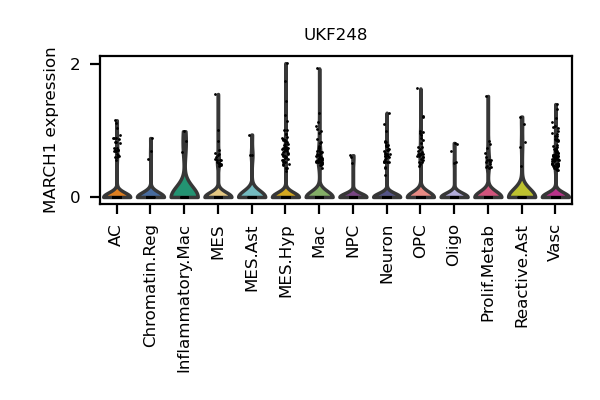 UKF248
MARCH1 expression
2
0
AC
Chromatin.Reg
Inflammatory.Mac
MES
MES.Ast
MES.Hyp
Mac
NPC
Neuron
OPC
Oligo
Prolif.Metab
Reactive.Ast
Vasc